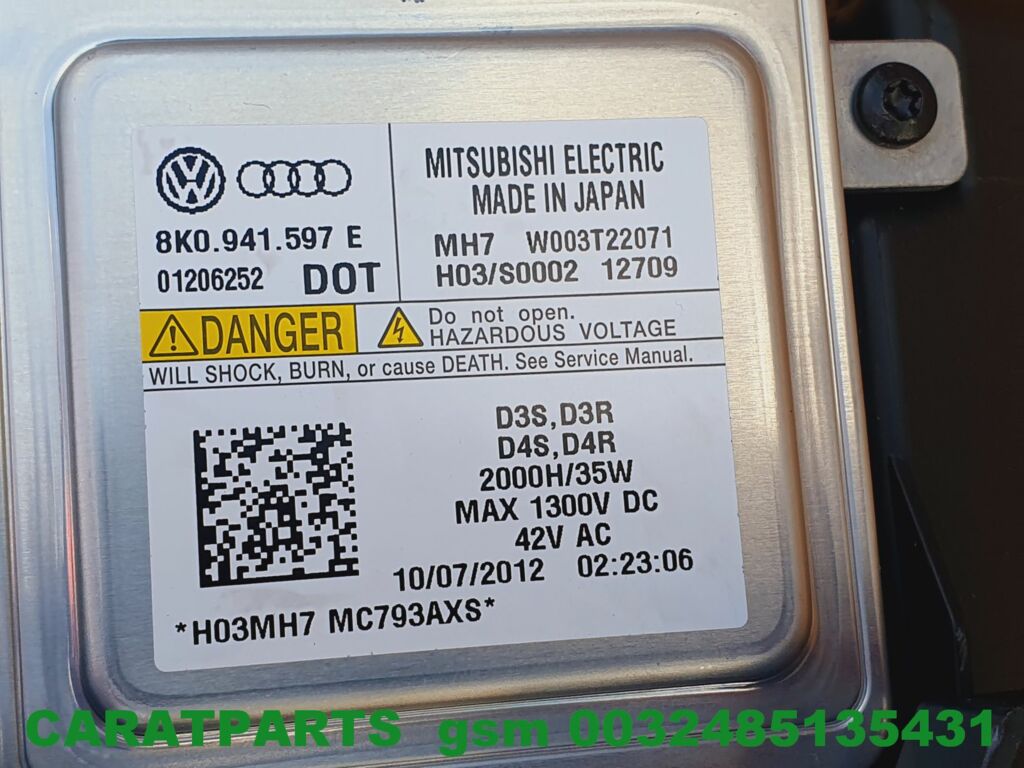 8K0.941.597 E
01206252 DOT
MITSUBISHI ELECTRIC
MADE IN JAPAN
MH7 W003T22071
H03/S0002 12709
DANGER
Do not open.
HAZARDOUS VOLTAGE
WILL SHOCK, BURN, or cause DEATH. See Service Manual.
D3S,D3R
D4S,D4R
2000H/35W
MAX 1300V DC
42V AC
10/07/2012 02:23:06
*H03MH7 MC793AXS*
CARATPARTS gsm 0032485135431